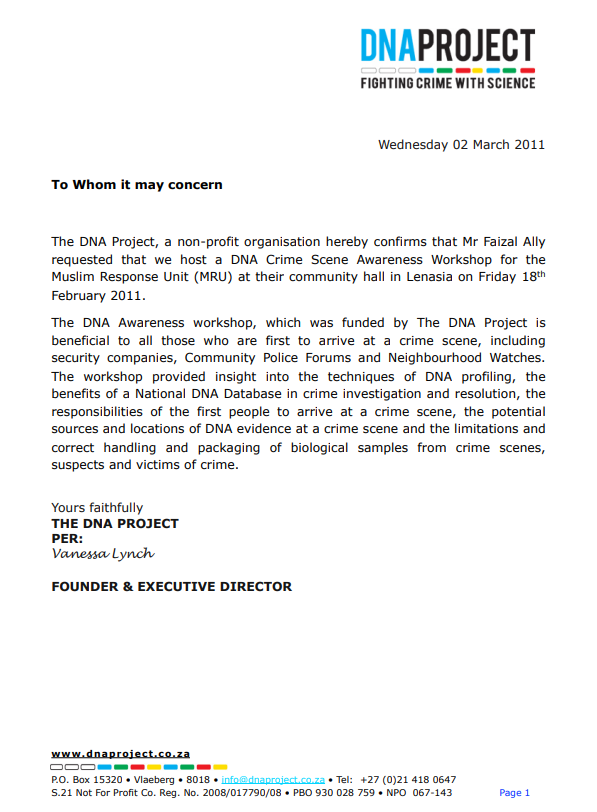 DNAPROJECT
FIGHTING CRIME WITH SCIENCE
Wednesday 02 March 2011
To Whom it may concern
The DNA Project, a non-profit organisation hereby confirms that Mr Faizal Ally
requested that we host a DNA Crime Scene Awareness Workshop for the
Muslim Response Unit (MRU) at their community hall in Lenasia on Friday 18th
February 2011.
The DNA Awareness workshop, which was funded by The DNA Project is
beneficial to all those who are first to arrive at a crime scene, including
security companies, Community Police Forums and Neighbourhood Watches.
The workshop provided insight into the techniques of DNA profiling, the
benefits of a National DNA Database in crime investigation and resolution, the
responsibilities of the first people to arrive at a crime scene, the potential
sources and locations of DNA evidence at a crime scene and the limitations and
correct handling and packaging of biological samples from crime scenes,
suspects and victims of crime.
Yours faithfully
THE DNA PROJECT
PER:
Vanessa Lynch
FOUNDER & EXECUTIVE DIRECTOR
www.dnaproject.co.za
P.O. Box 15320 • Vlaeberg • 8018 • info@dnaproject.co.za • Tel: +27 (0)21 418 0647
S.21 Not For Profit Co. Reg. No. 2008/017790/08 • PBO 930 028 759 • NPO 067-143 Page 1